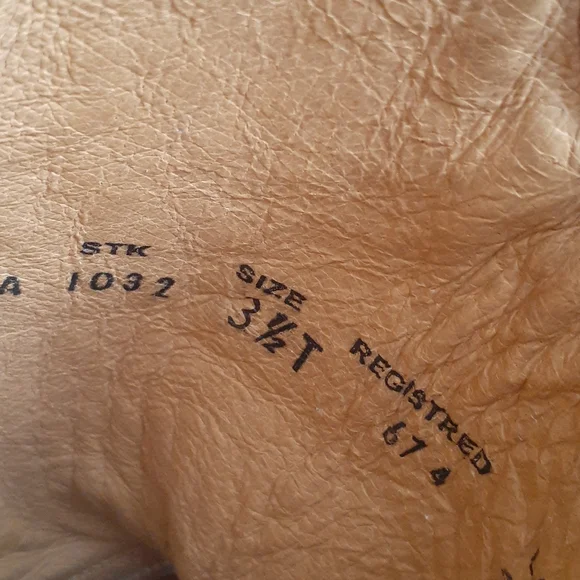 STK
A 1032
SIZE
3½T
REGISTRED
674